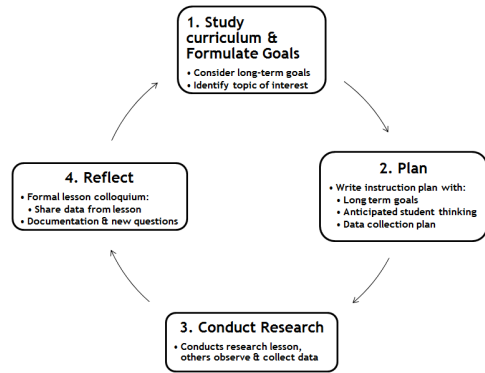 1. Study
curriculum &
Formulate Goals
• Consider long-term goals
• Identify topic of interest
2. Plan
• Write instruction plan with:
• Long term goals
• Anticipated student thinking
• Data collection plan
3. Conduct Research
• Conducts research lesson,
others observe & collect data
4. Reflect
• Formal lesson colloquium:
• Share data from lesson
• Documentation & new questions